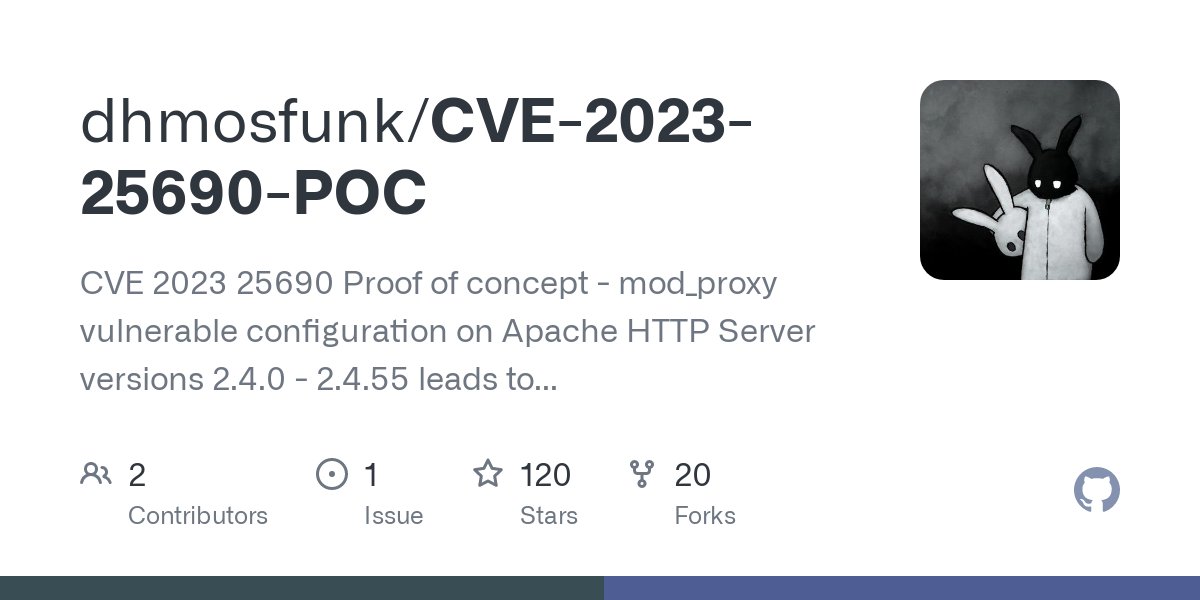 dhmosfunk/CVE-2023-
25690-POC
CVE 2023 25690 Proof of concept - mod_proxy
vulnerable configuration on Apache HTTP Server
versions 2.4.0 - 2.4.55 leads to...
2 1 120 20
Contributors Issue Stars Forks